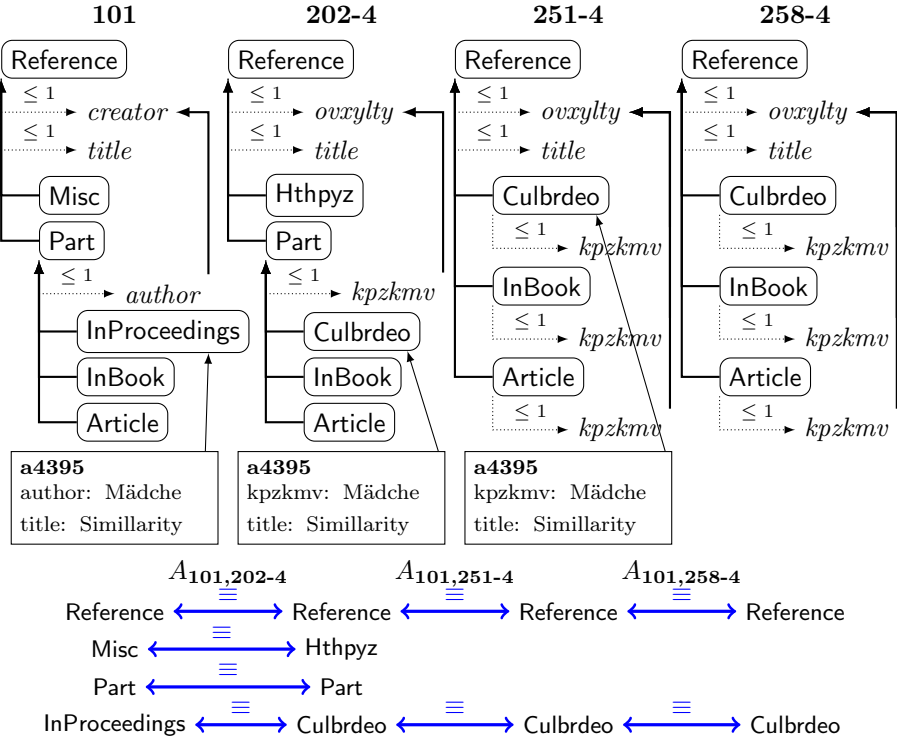 101 202-4 251-4 258-4
Reference Reference Reference Reference
≤ 1 ≤ 1 ≤ 1 ≤ 1
creator ovxylty ovxylty ovxylty
≤ 1 ≤ 1 ≤ 1 ≤ 1
title title title title
Misc Hthpyz Culbrdeo Culbrdeo
≤ 1 ≤ 1
Part Part kpzkmv kpzkmv
≤ 1 ≤ 1
author kpzkmv InBook InBook
≤ 1 ≤ 1
InProceedings Culbrdeo kpzkmv kpzkmv
InBook InBook Article Article
≤ 1 ≤ 1
Article Article kpzkmv kpzkmv
a4395 a4395 a4395
author: Mädche kpzkmv: Mädche kpzkmv: Mädche
title: Simillarity title: Simillarity title: Simillarity
A101,202-4 A101,251-4 A101,258-4
≡ ≡ ≡
Reference Reference Reference Reference
≡
Misc Hthpyz
≡
Part Part
≡ ≡ ≡
InProceedings Culbrdeo Culbrdeo Culbrdeo